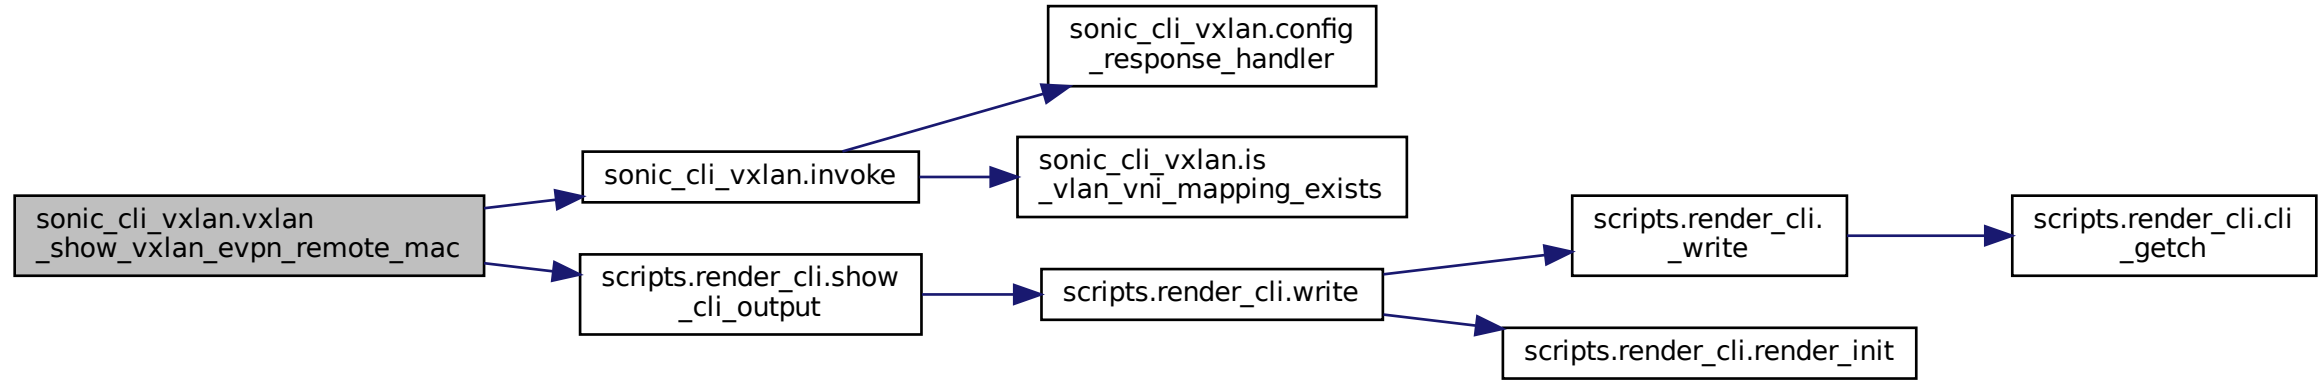 sonic_cli_vxlan.vxlan
_show_vxlan_evpn_remote_mac
sonic_cli_vxlan.invoke
sonic_cli_vxlan.config
_response_handler
sonic_cli_vxlan.is
_vlan_vni_mapping_exists
scripts.render_cli.show
_cli_output
scripts.render_cli.write
scripts.render_cli.
_write
scripts.render_cli.cli
_getch
scripts.render_cli.render_init